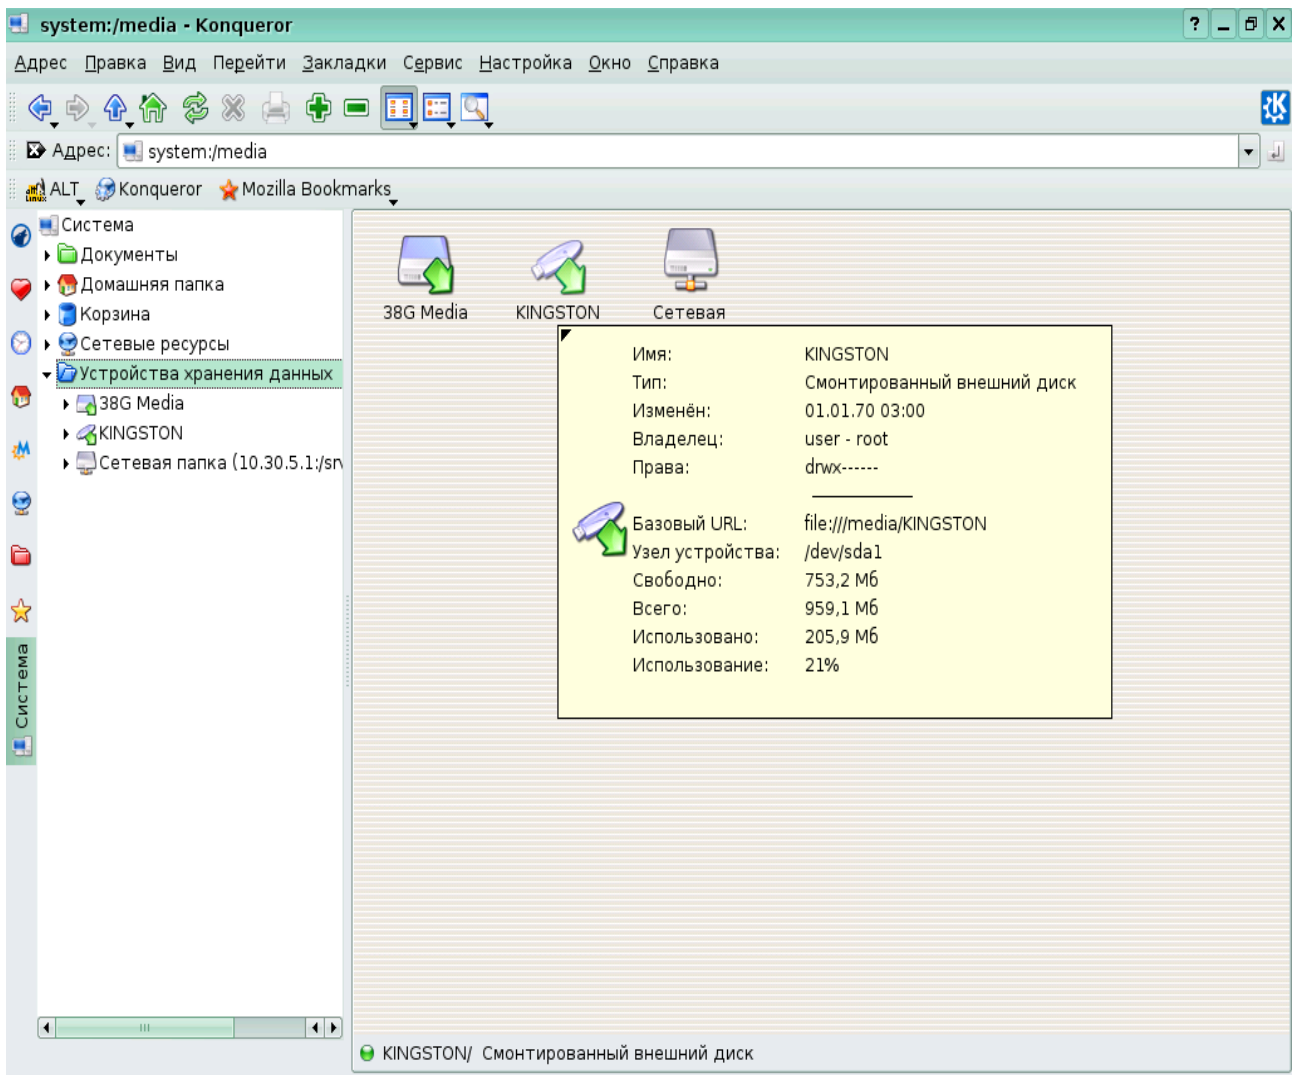 system:/media - Konqueror
Адрес Правка Вид Перейти Закладки Сервис Настройка Окно Справка
Адрес: system:/media
ALT Konqueror Mozilla Bookmarks
Система
Документы
Домашняя папка
Корзина
Сетевые ресурсы
Устройства хранения данных
38G Media
KINGSTON
Сетевая папка (10.30.5.1:/srv
Система
38G Media KINGSTON Сетевая
Имя: KINGSTON
Тип: Смонтированный внешний диск
Изменён: 01.01.70 03:00
Владелец: user - root
Права: drwx------
Базовый URL: file:///media/KINGSTON
Узел устройства: /dev/sda1
Свободно: 753,2 Мб
Всего: 959,1 Мб
Использовано: 205,9 Мб
Использование: 21%
KINGSTON/ Смонтированный внешний диск